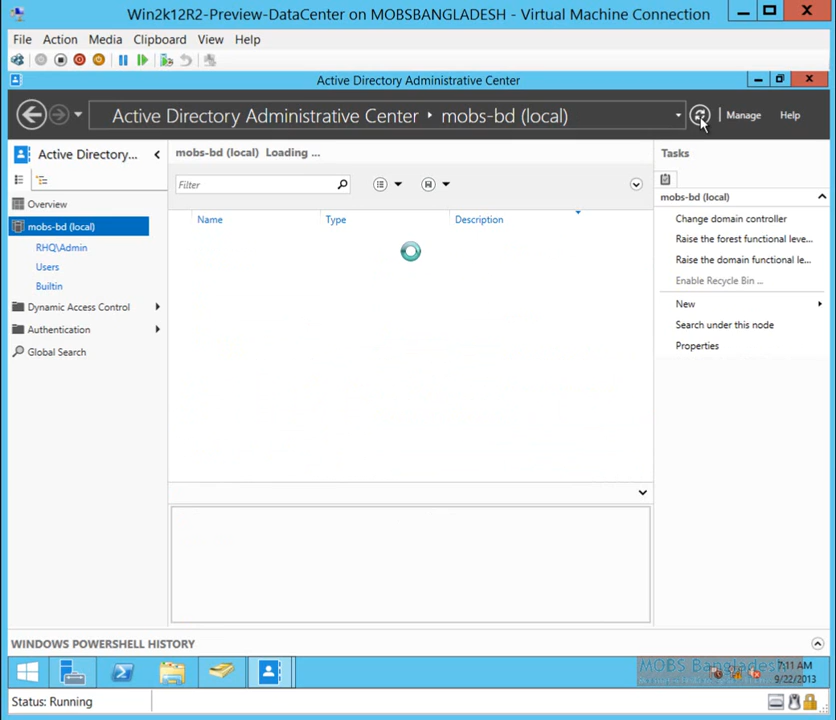 Win2k12R2-Preview-DataCenter on MOBSBANGLADESH - Virtual Machine Connection
File Action Media Clipboard View Help
Active Directory Administrative Center
Active Directory Administrative Center • mobs-bd (local)
Manage Help
Active Directory...
mobs-bd (local) Loading ...
Tasks
Filter
mobs-bd (local)
Overview
Name Type Description
Change domain controller
mobs-bd (local)
Raise the forest functional leve...
RHQ\Admin
Raise the domain functional le...
Users
Enable Recycle Bin ...
Builtin
New
Dynamic Access Control
Search under this node
Authentication
Properties
Global Search
WINDOWS POWERSHELL HISTORY
MOBS Bangladesh
7:11 AM
9/22/2013
Status: Running